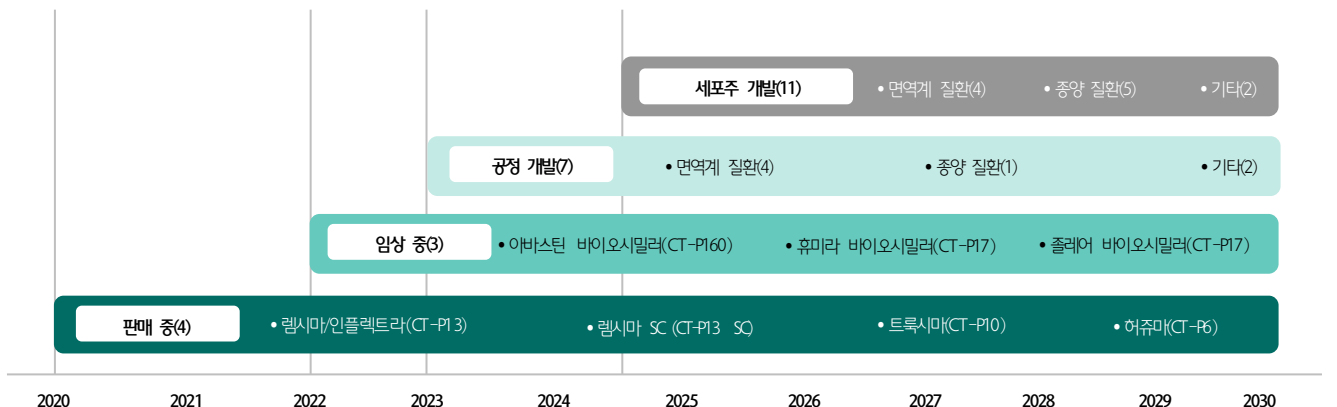 세포주 개발(11) • 면역계 질환(4) • 종양 질환(5) • 기타(2)
공정 개발(7) • 면역계 질환(4) • 종양 질환(1) • 기타(2)
임상 중(3) • 아바스틴 바이오시밀러(CT-P160) • 휴미라 바이오시밀러(CT-P17) • 졸레어 바이오시밀러(CT-P17)
판매 중(4) • 렘시마/인플렉트라(CT-P13) • 렘시마 SC (CT-P13 SC) • 트룩시마(CT-P10) • 허쥬마(CT-P6)
2020 2021 2022 2023 2024 2025 2026 2027 2028 2029 2030